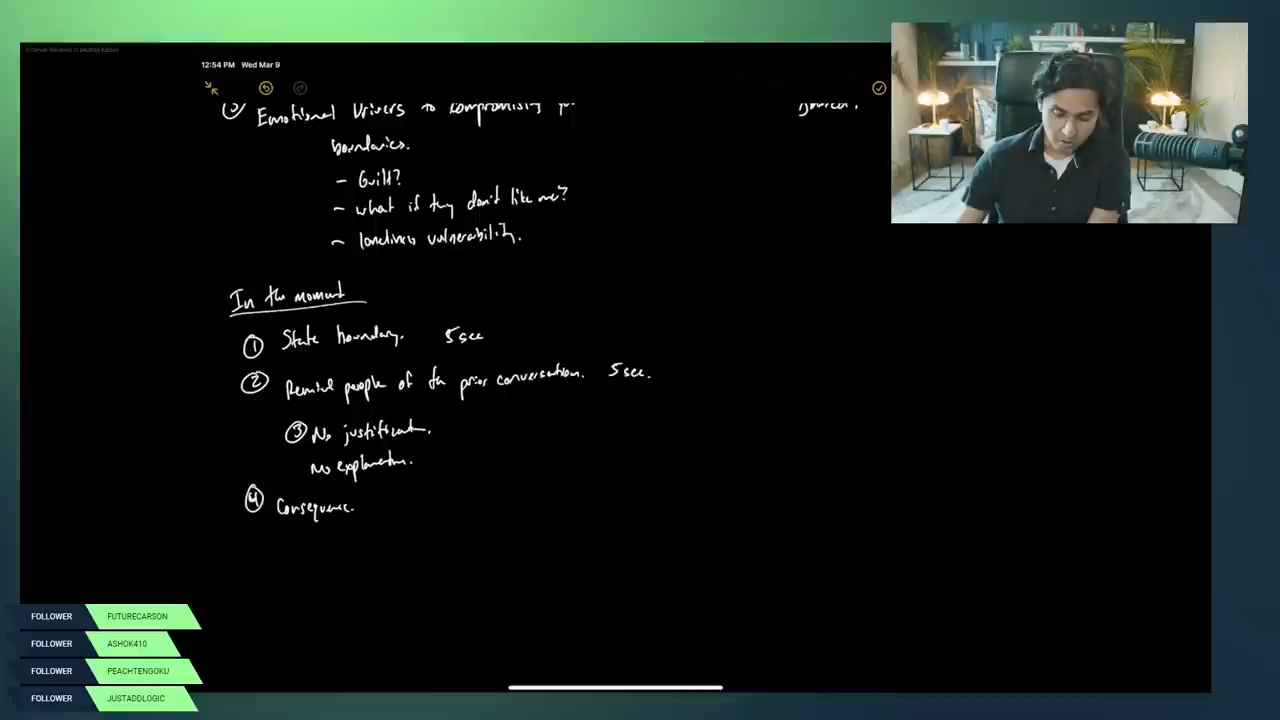 12:54 PM Wed Mar 9
③ Emotional Drivers to compromising
boundaries.
- Guilt?
- what if they don't like me?
- loneliness vulnerability.
In the moment
① State boundary. 5 sec
② Remind people of the prior conversation. 5 sec.
③ No justification.
No explanation.
④ Consequence.
FOLLOWER FUTURECARSON
FOLLOWER ASHOK410
FOLLOWER PEACHTENGOKU
FOLLOWER JUSTADDLOGIC